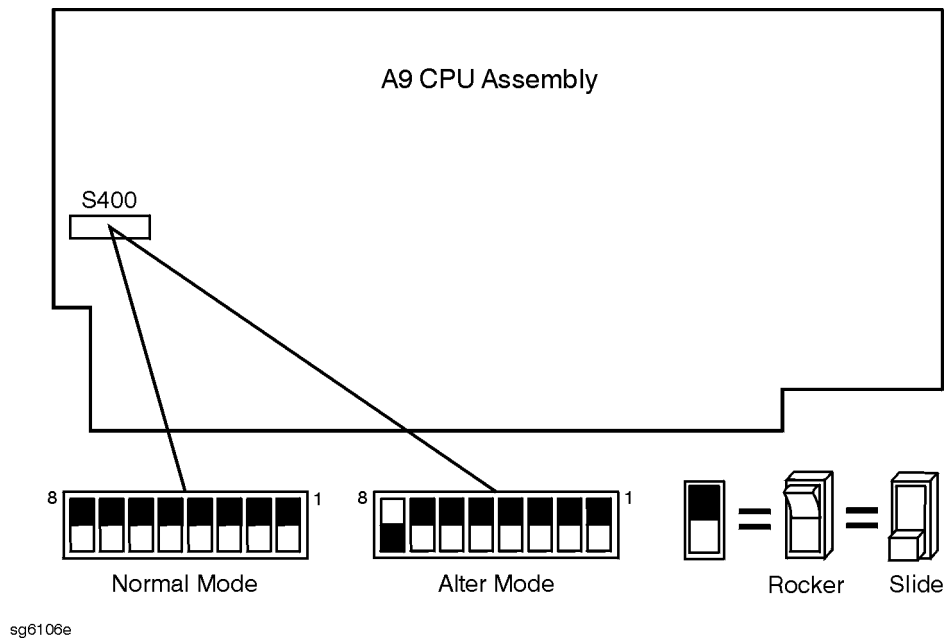 A9 CPU Assembly
S400
8 1 8 1
Normal Mode Alter Mode Rocker Slide
sg6106e